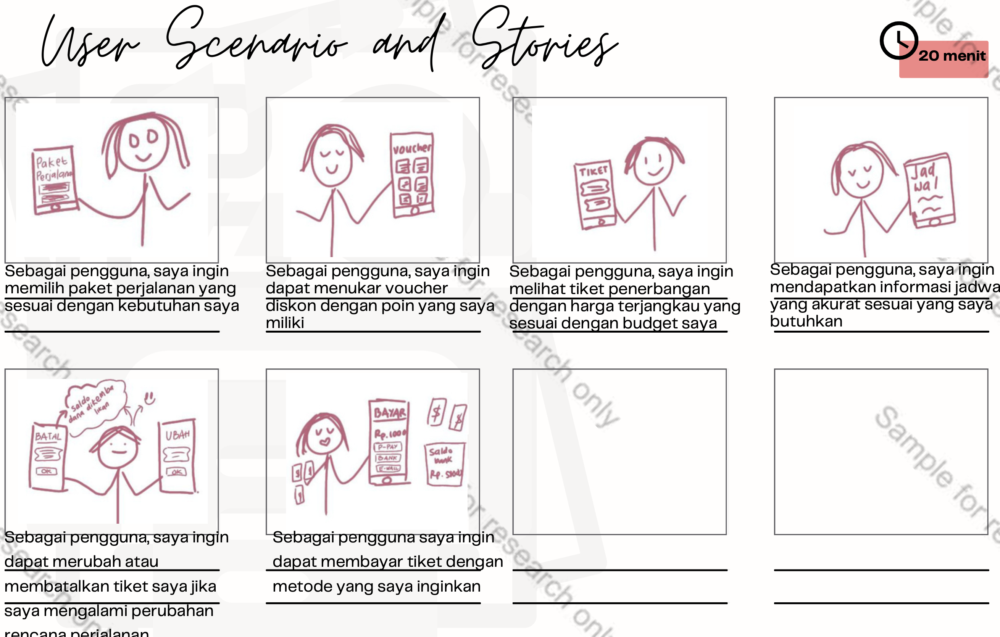 User Scenario and Stories
20 menit
Paket
Perjalanan
voucher
TIKET
Jad
wal
Sebagai pengguna, saya ingin
memilih paket perjalanan yang
sesuai dengan kebutuhan saya
Sebagai pengguna, saya ingin
dapat menukar voucher
diskon dengan poin yang saya
miliki
Sebagai pengguna, saya ingin
melihat tiket penerbangan
dengan harga terjangkau yang
sesuai dengan budget saya
Sebagai pengguna, saya ingin
mendapatkan informasi jadwa
yang akurat sesuai yang saya
butuhkan
saldo
dana dikemba
likan
BATAL
OK
UBAH
OK
BAYAR
Rp. 1000
P-PAY
BANK
E-WALL
$ $
Saldo
bank
Rp.
Sebagai pengguna, saya ingin
dapat merubah atau
membatalkan tiket saya jika
saya mengalami perubahan
rencana perjalanan
Sebagai pengguna saya ingin
dapat membayar tiket dengan
metode yang saya inginkan
Sample for research only